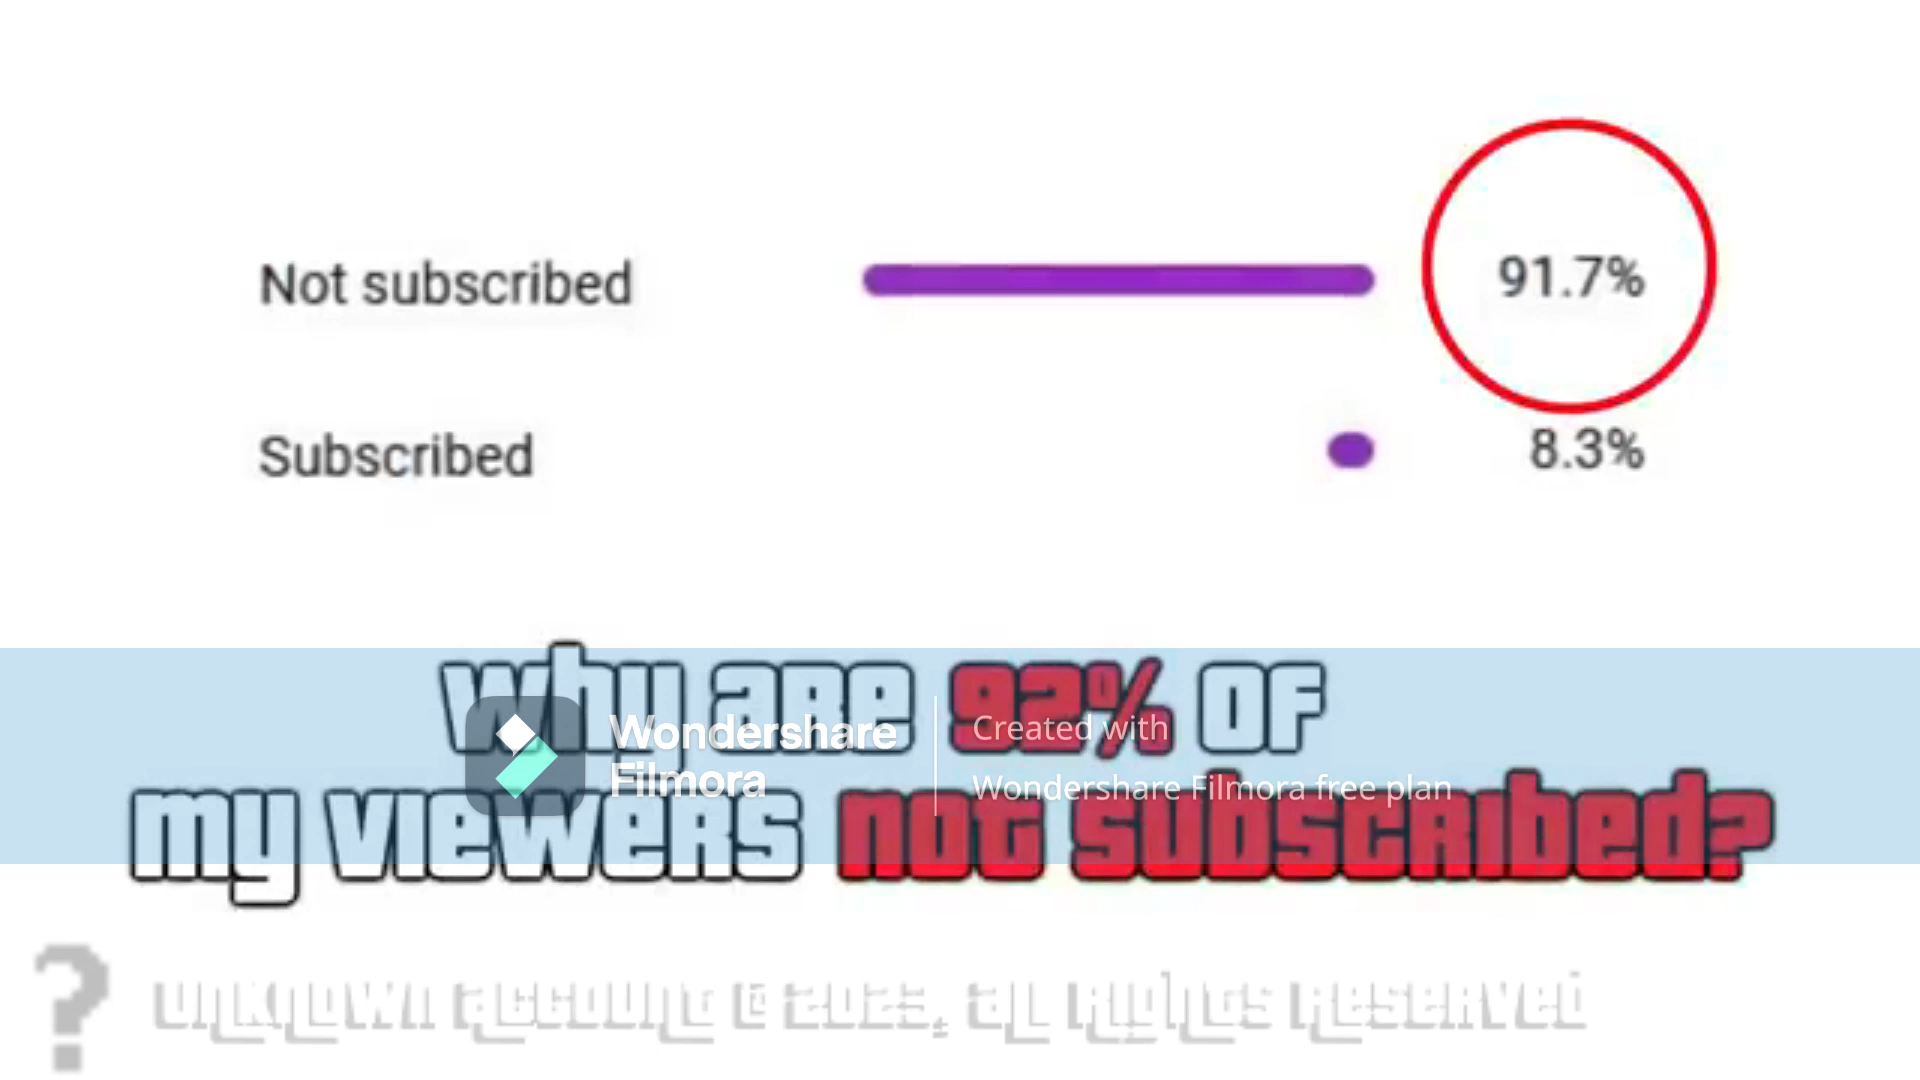 Not subscribed 91.7%
Subscribed 8.3%
why are 92% of
my viewers not subscribed?
Wondershare Filmora
Created with
Wondershare Filmora free plan
? unknown account © 2023, all rights reserved